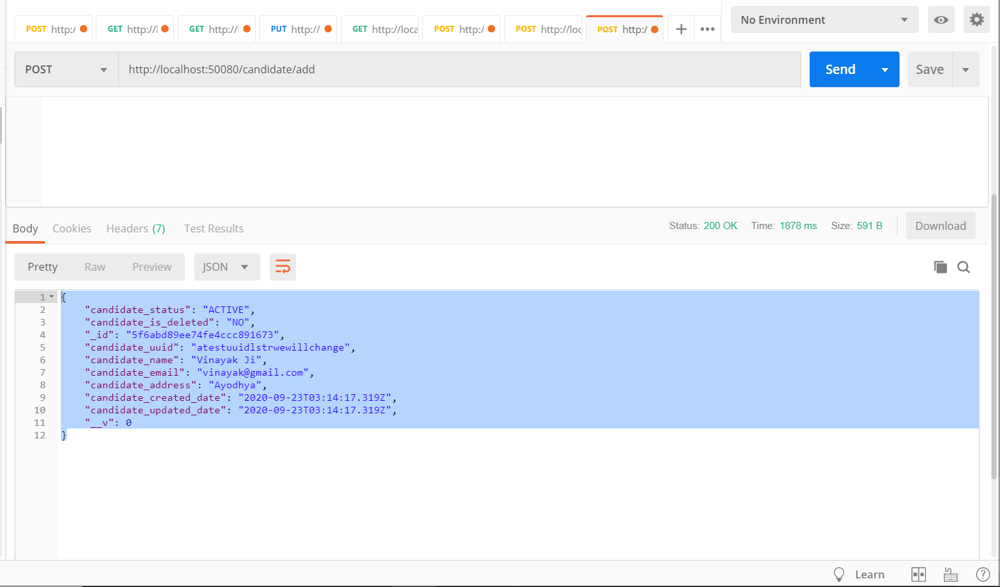 POST http:/ GET http://l GET http://l PUT http:// GET http://loca POST http:/ POST http://loc POST http:/ No Environment
POST http://localhost:50080/candidate/add Send Save
Body Cookies Headers (7) Test Results Status: 200 OK Time: 1878 ms Size: 591 B Download
Pretty Raw Preview JSON
1 {
2 "candidate_status": "ACTIVE",
3 "candidate_is_deleted": "NO",
4 "_id": "5f6abd89ee74fe4ccc891673",
5 "candidate_uuid": "atestuuidlstrwewillchange",
6 "candidate_name": "Vinayak Ji",
7 "candidate_email": "vinayak@gmail.com",
8 "candidate_address": "Ayodhya",
9 "candidate_created_date": "2020-09-23T03:14:17.319Z",
10 "candidate_updated_date": "2020-09-23T03:14:17.319Z",
11 "__v": 0
12 }
Learn